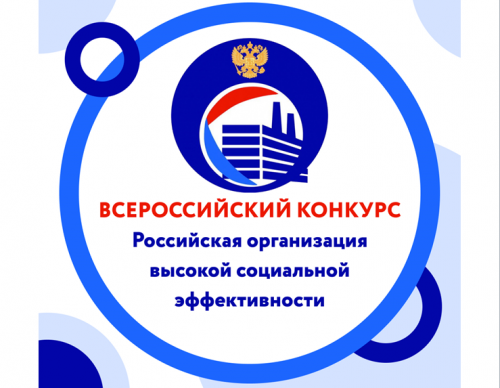 ВСЕРОССИЙСКИЙ КОНКУРС
Российская организация
высокой социальной
эффективности